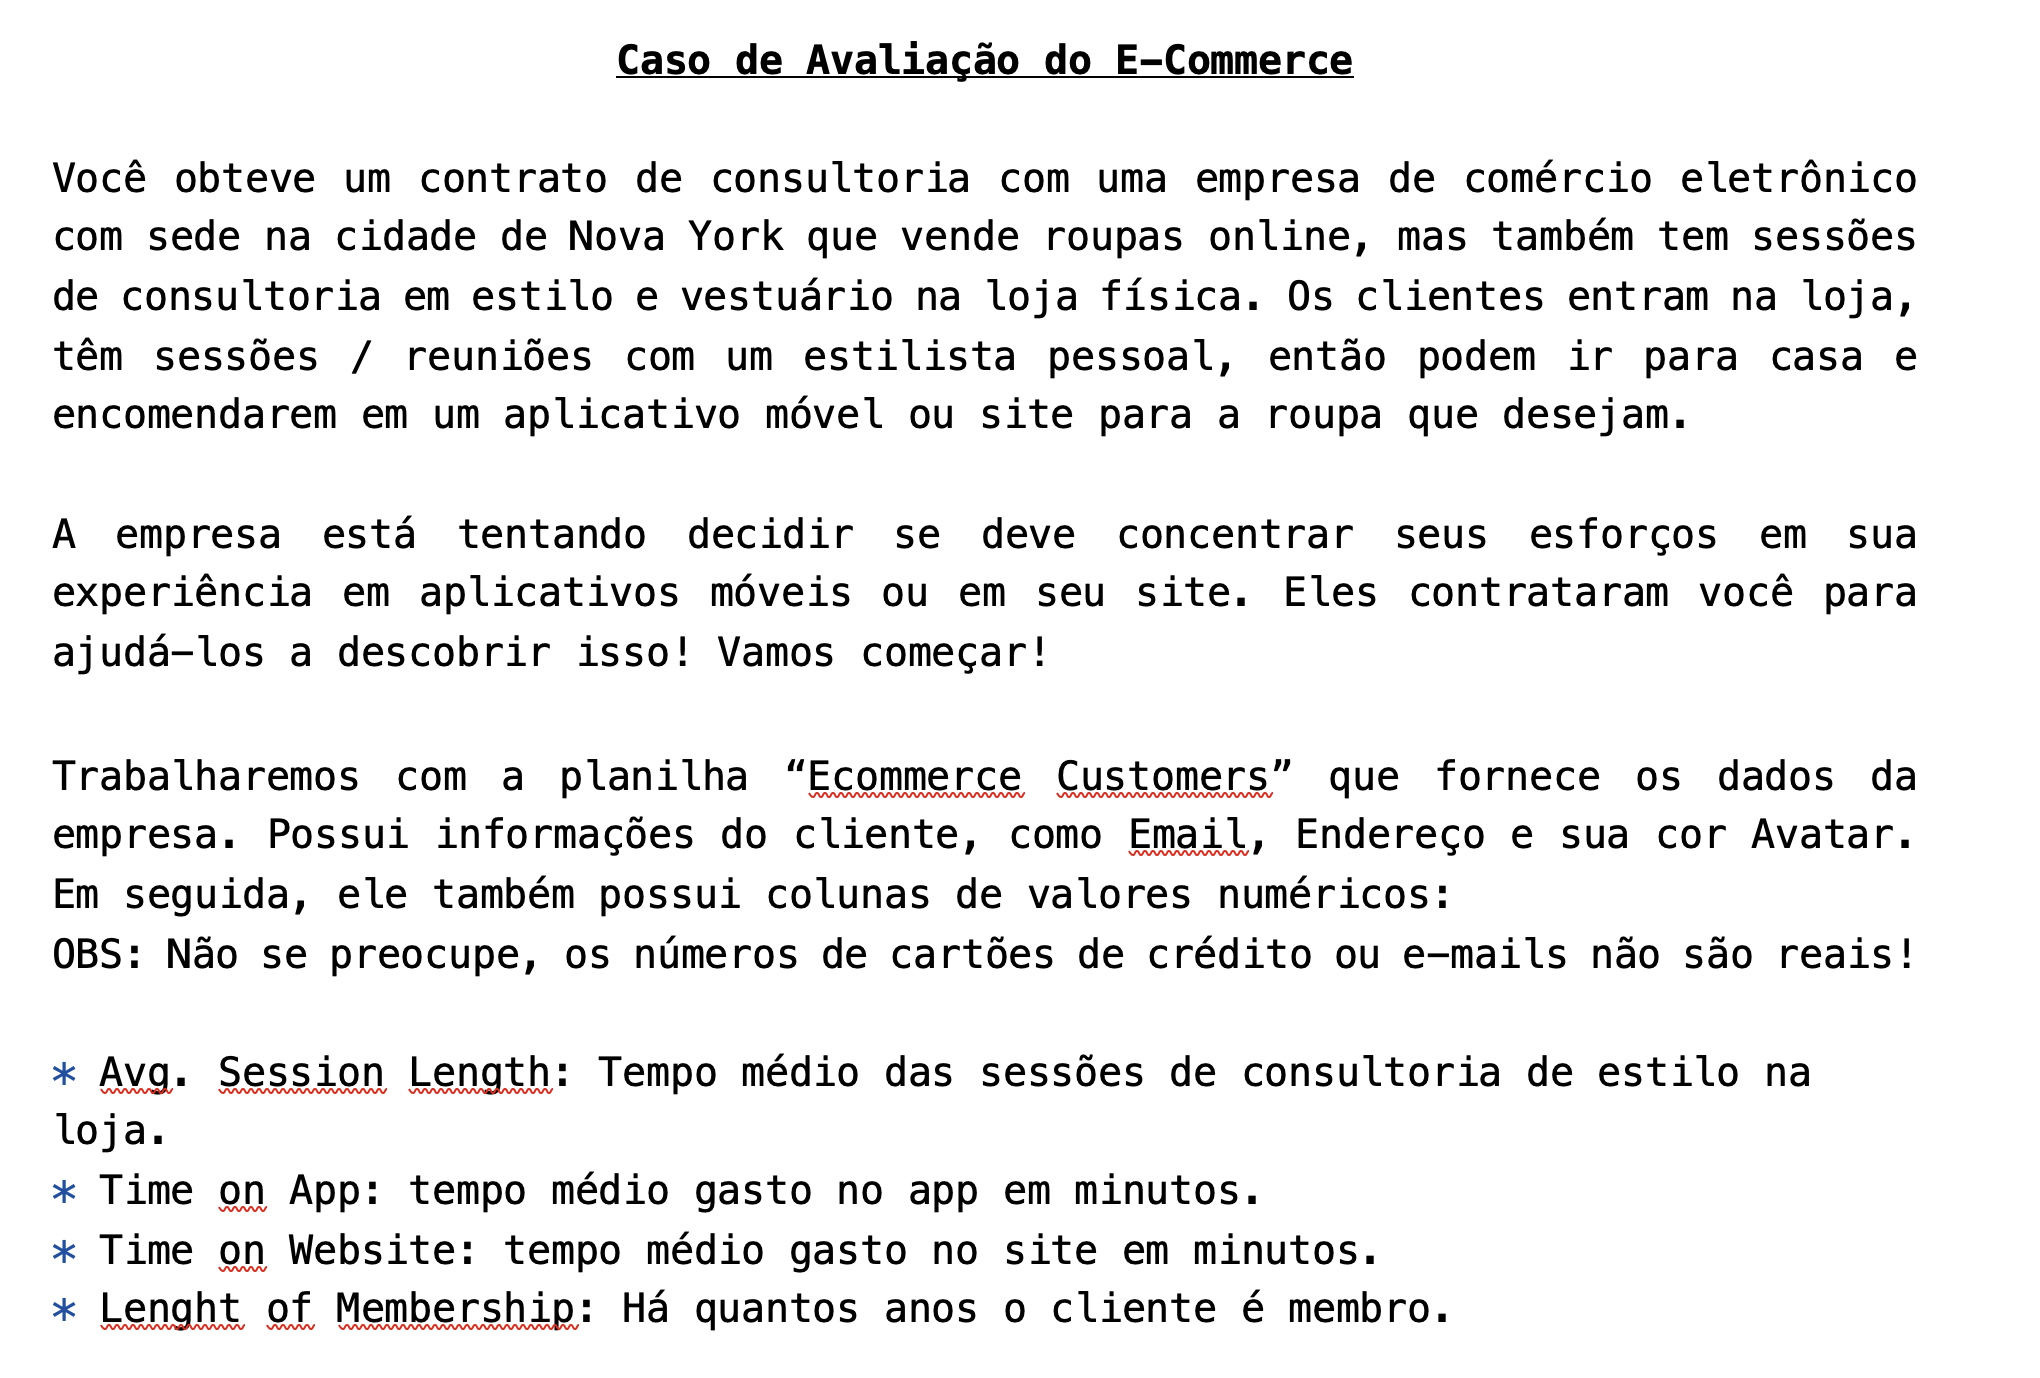 Caso de Avaliação do E-Commerce
Você obteve um contrato de consultoria com uma empresa de comércio eletrônico
com sede na cidade de Nova York que vende roupas online, mas também tem sessões
de consultoria em estilo e vestuário na loja física. Os clientes entram na loja,
têm sessões / reuniões com um estilista pessoal, então podem ir para casa e
encomendarem em um aplicativo móvel ou site para a roupa que desejam.
A empresa está tentando decidir se deve concentrar seus esforços em sua
experiência em aplicativos móveis ou em seu site. Eles contrataram você para
ajudá-los a descobrir isso! Vamos começar!
Trabalharemos com a planilha “Ecommerce Customers” que fornece os dados da
empresa. Possui informações do cliente, como Email, Endereço e sua cor Avatar.
Em seguida, ele também possui colunas de valores numéricos:
OBS: Não se preocupe, os números de cartões de crédito ou e-mails não são reais!
* Avg. Session Length: Tempo médio das sessões de consultoria de estilo na
loja.
* Time on App: tempo médio gasto no app em minutos.
* Time on Website: tempo médio gasto no site em minutos.
* Lenght of Membership: Há quantos anos o cliente é membro.